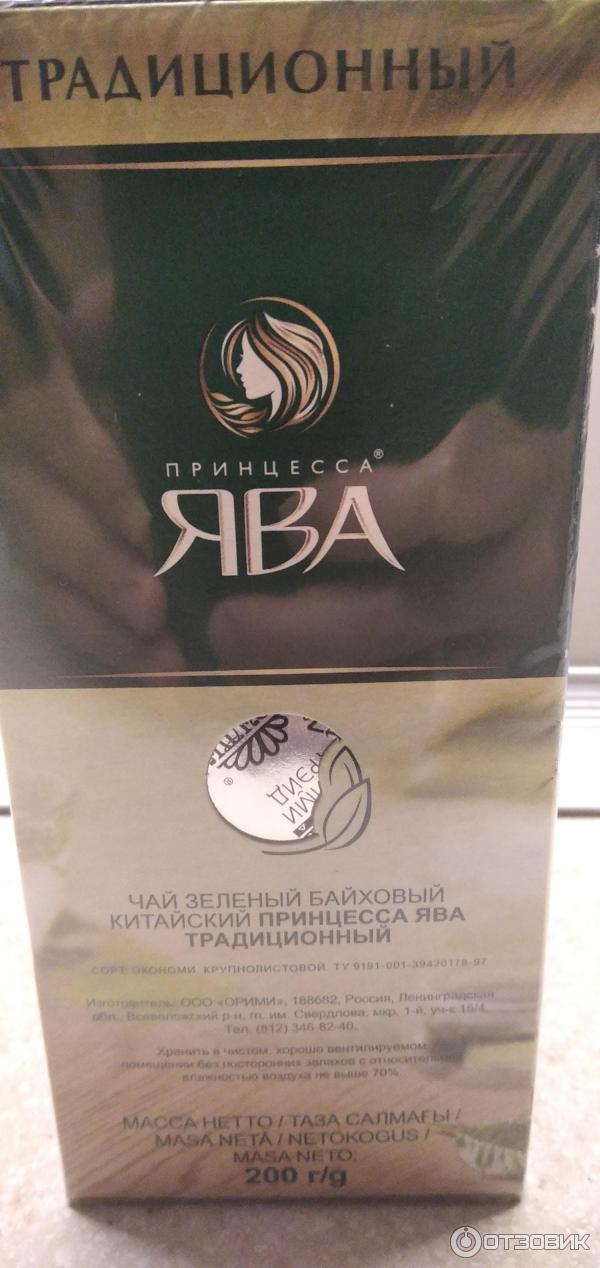 ТРАДИЦИОННЫЙ
ПРИНЦЕССА®
ЯВА
ЧАЙ ЗЕЛЕНЫЙ БАЙХОВЫЙ
КИТАЙСКИЙ ПРИНЦЕССА ЯВА
ТРАДИЦИОННЫЙ
СОРТ: ЭКОНОМИ. КРУПНОЛИСТОВОЙ. ТУ 9191-001-39420178-97
Изготовитель: ООО «ОРИМИ», 188682, Россия, Ленинградская
обл., Всеволожский р-н, гп. им. Свердлова, мкр. 1-й, уч-к 15/4,
Тел. (812) 346-82-40.
Хранить в чистом, хорошо вентилируемом
помещении без посторонних запахов с относительной
влажностью воздуха не выше 70%.
МАССА НЕТТО / ТАЗА САЛМАҒЫ /
MASA NETĂ / NETOKOGUS /
MASA NETO:
200 г/g
ОТЗОВИК